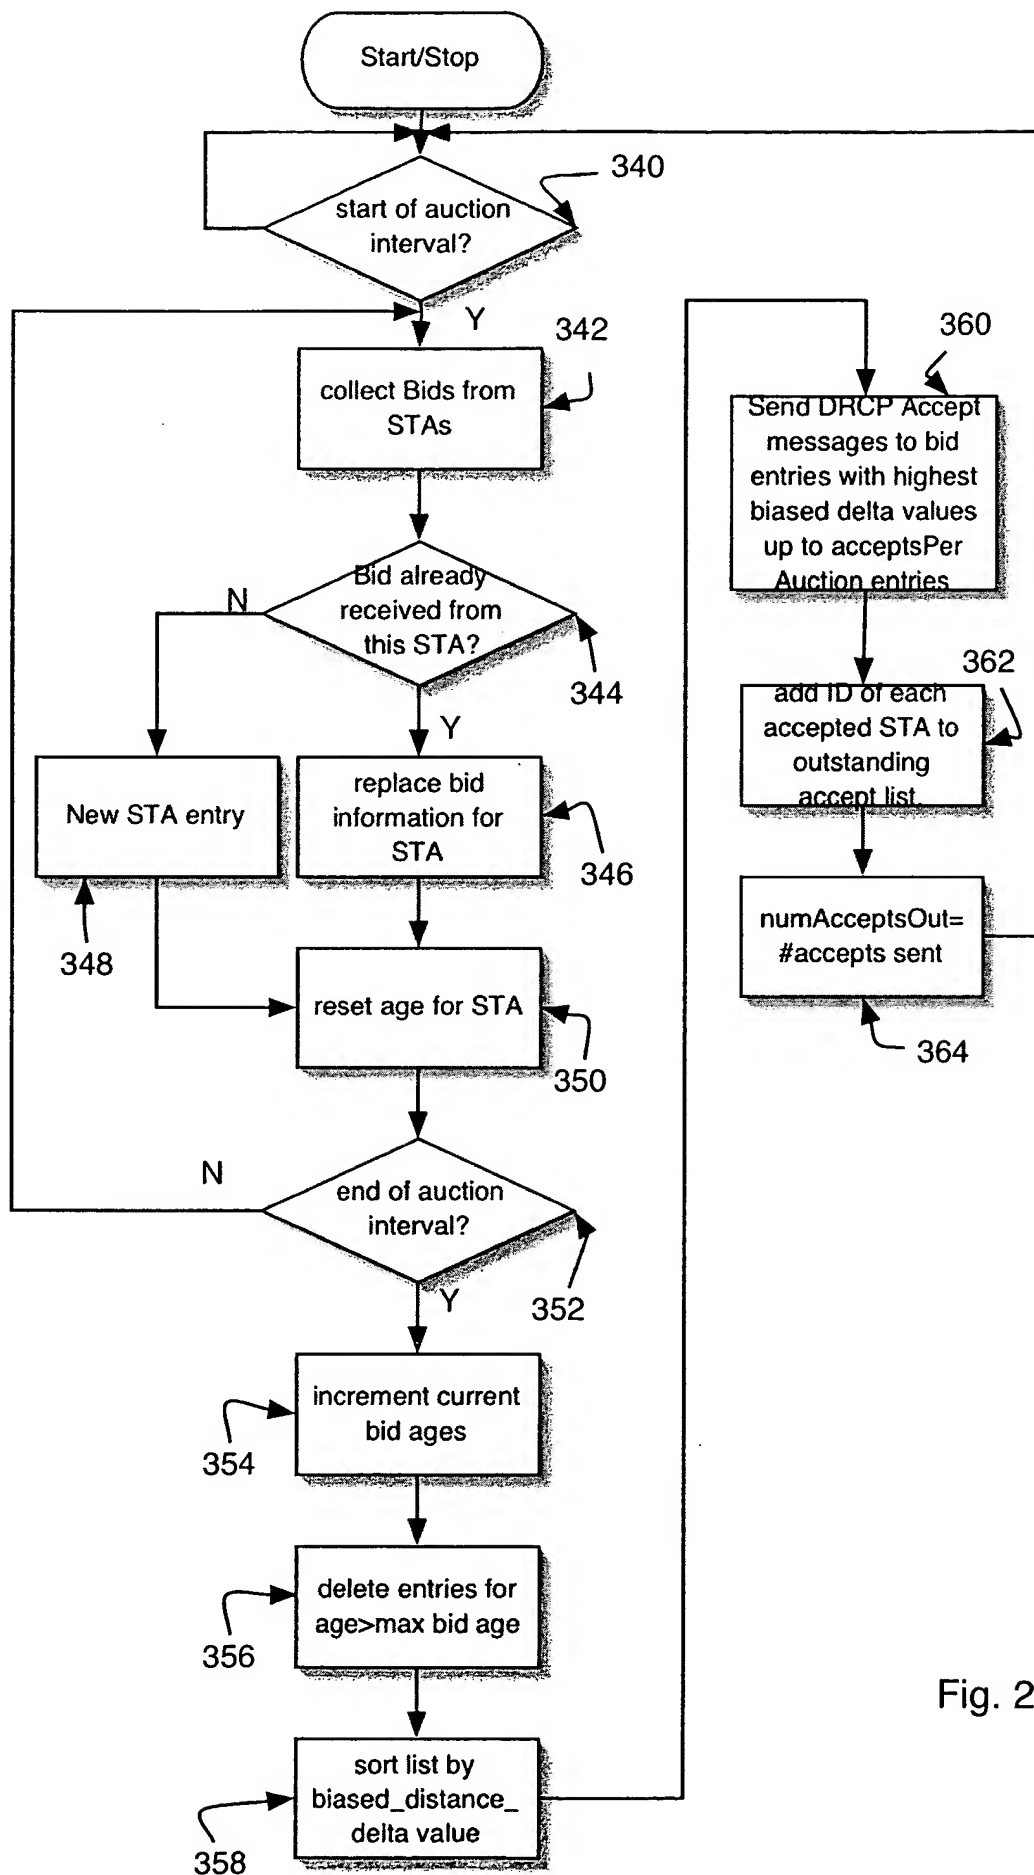 Start/Stop
340
start of auction
interval?
Y
342
collect Bids from
STAs
Bid already
received from
this STA?
N
344
Y
New STA entry
348
replace bid
information for
STA
346
reset age for STA
350
end of auction
interval?
N
352
Y
increment current
bid ages
354
delete entries for
age>max bid age
356
sort list by
biased_distance_
delta value
358
360
Send DRCP Accept
messages to bid
entries with highest
biased delta values
up to acceptsPer
Auction entries
362
add ID of each
accepted STA to
outstanding
accept list.
numAcceptsOut=
#accepts sent
364
Fig. 2